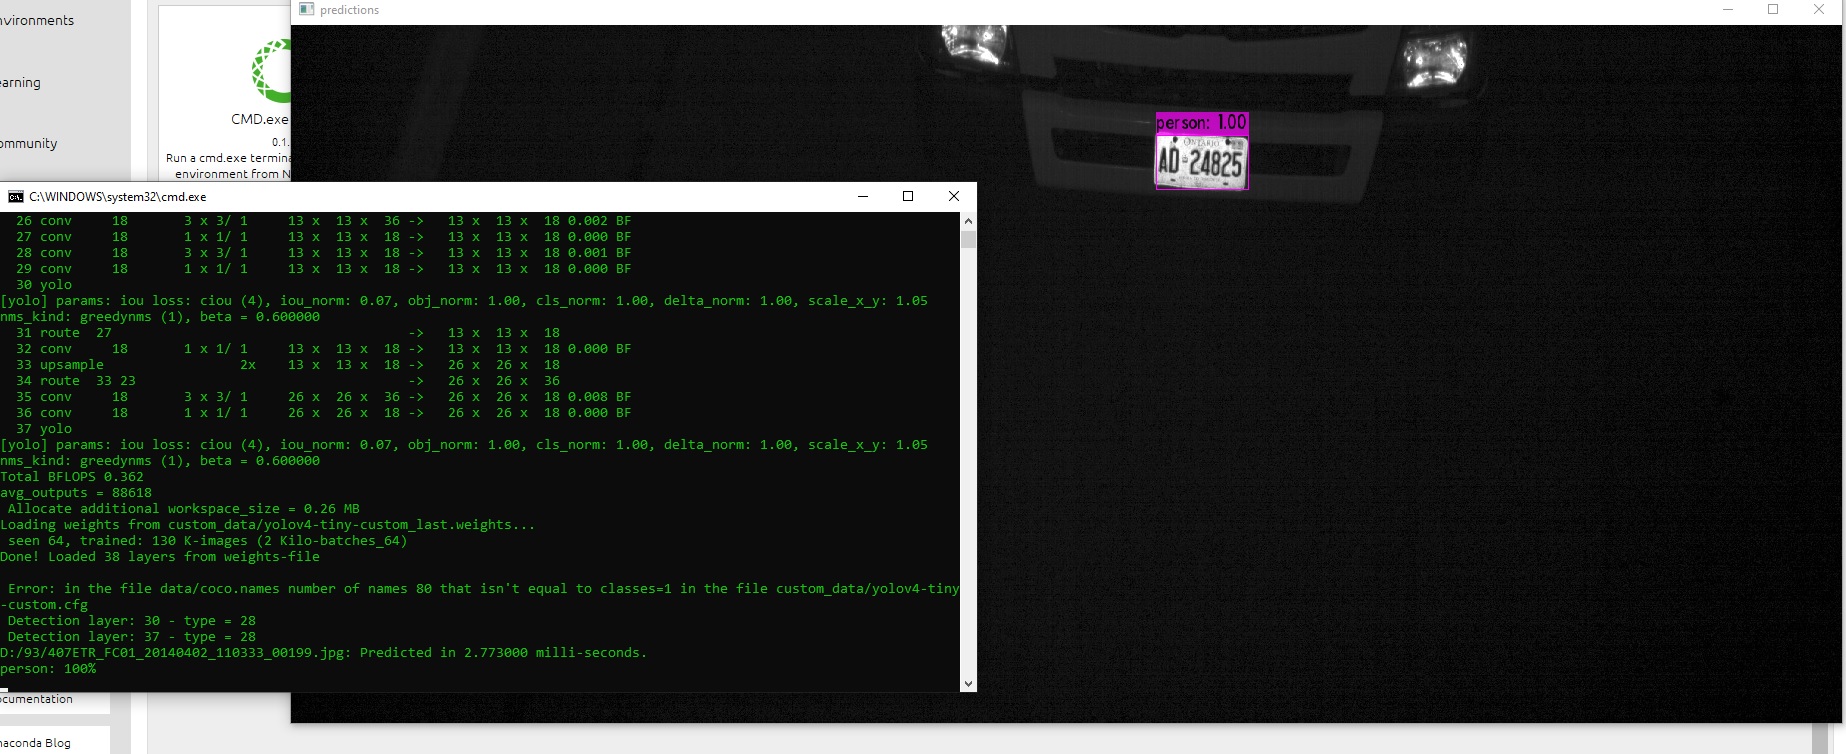 nvironments
earning
ommunity
CMD.exe
0.1.
Run a cmd.exe termina
environment from N
predictions
person: 1.00
ONTARIO
AD 24825
C:\WINDOWS\system32\cmd.exe
26 conv 18 3 x 3/ 1 13 x 13 x 36 -> 13 x 13 x 18 0.002 BF
27 conv 18 1 x 1/ 1 13 x 13 x 18 -> 13 x 13 x 18 0.000 BF
28 conv 18 3 x 3/ 1 13 x 13 x 18 -> 13 x 13 x 18 0.001 BF
29 conv 18 1 x 1/ 1 13 x 13 x 18 -> 13 x 13 x 18 0.000 BF
30 yolo
[yolo] params: iou loss: ciou (4), iou_norm: 0.07, obj_norm: 1.00, cls_norm: 1.00, delta_norm: 1.00, scale_x_y: 1.05
nms_kind: greedynms (1), beta = 0.600000
31 route 27 -> 13 x 13 x 18
32 conv 18 1 x 1/ 1 13 x 13 x 18 -> 13 x 13 x 18 0.000 BF
33 upsample 2x 13 x 13 x 18 -> 26 x 26 x 18
34 route 33 23 -> 26 x 26 x 36
35 conv 18 3 x 3/ 1 26 x 26 x 36 -> 26 x 26 x 18 0.008 BF
36 conv 18 1 x 1/ 1 26 x 26 x 18 -> 26 x 26 x 18 0.000 BF
37 yolo
[yolo] params: iou loss: ciou (4), iou_norm: 0.07, obj_norm: 1.00, cls_norm: 1.00, delta_norm: 1.00, scale_x_y: 1.05
nms_kind: greedynms (1), beta = 0.600000
Total BFLOPS 0.362
avg_outputs = 88618
Allocate additional workspace_size = 0.26 MB
Loading weights from custom_data/yolov4-tiny-custom_last.weights...
seen 64, trained: 130 K-images (2 Kilo-batches_64)
Done! Loaded 38 layers from weights-file
Error: in the file data/coco.names number of names 80 that isn't equal to classes=1 in the file custom_data/yolov4-tiny
-custom.cfg
Detection layer: 30 - type = 28
Detection layer: 37 - type = 28
D:/93/407ETR_FC01_20140402_110333_00199.jpg: Predicted in 2.773000 milli-seconds.
person: 100%
ocumentation
naconda Blog